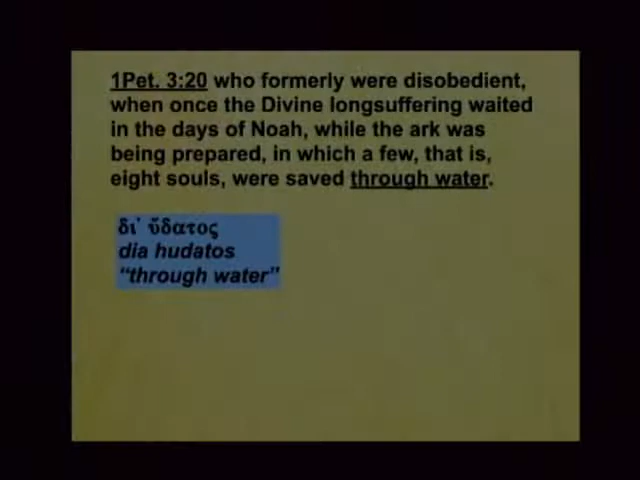 1Pet. 3:20 who formerly were disobedient,
when once the Divine longsuffering waited
in the days of Noah, while the ark was
being prepared, in which a few, that is,
eight souls, were saved through water.
δι᾿ ὕδατος
dia hudatos
“through water”